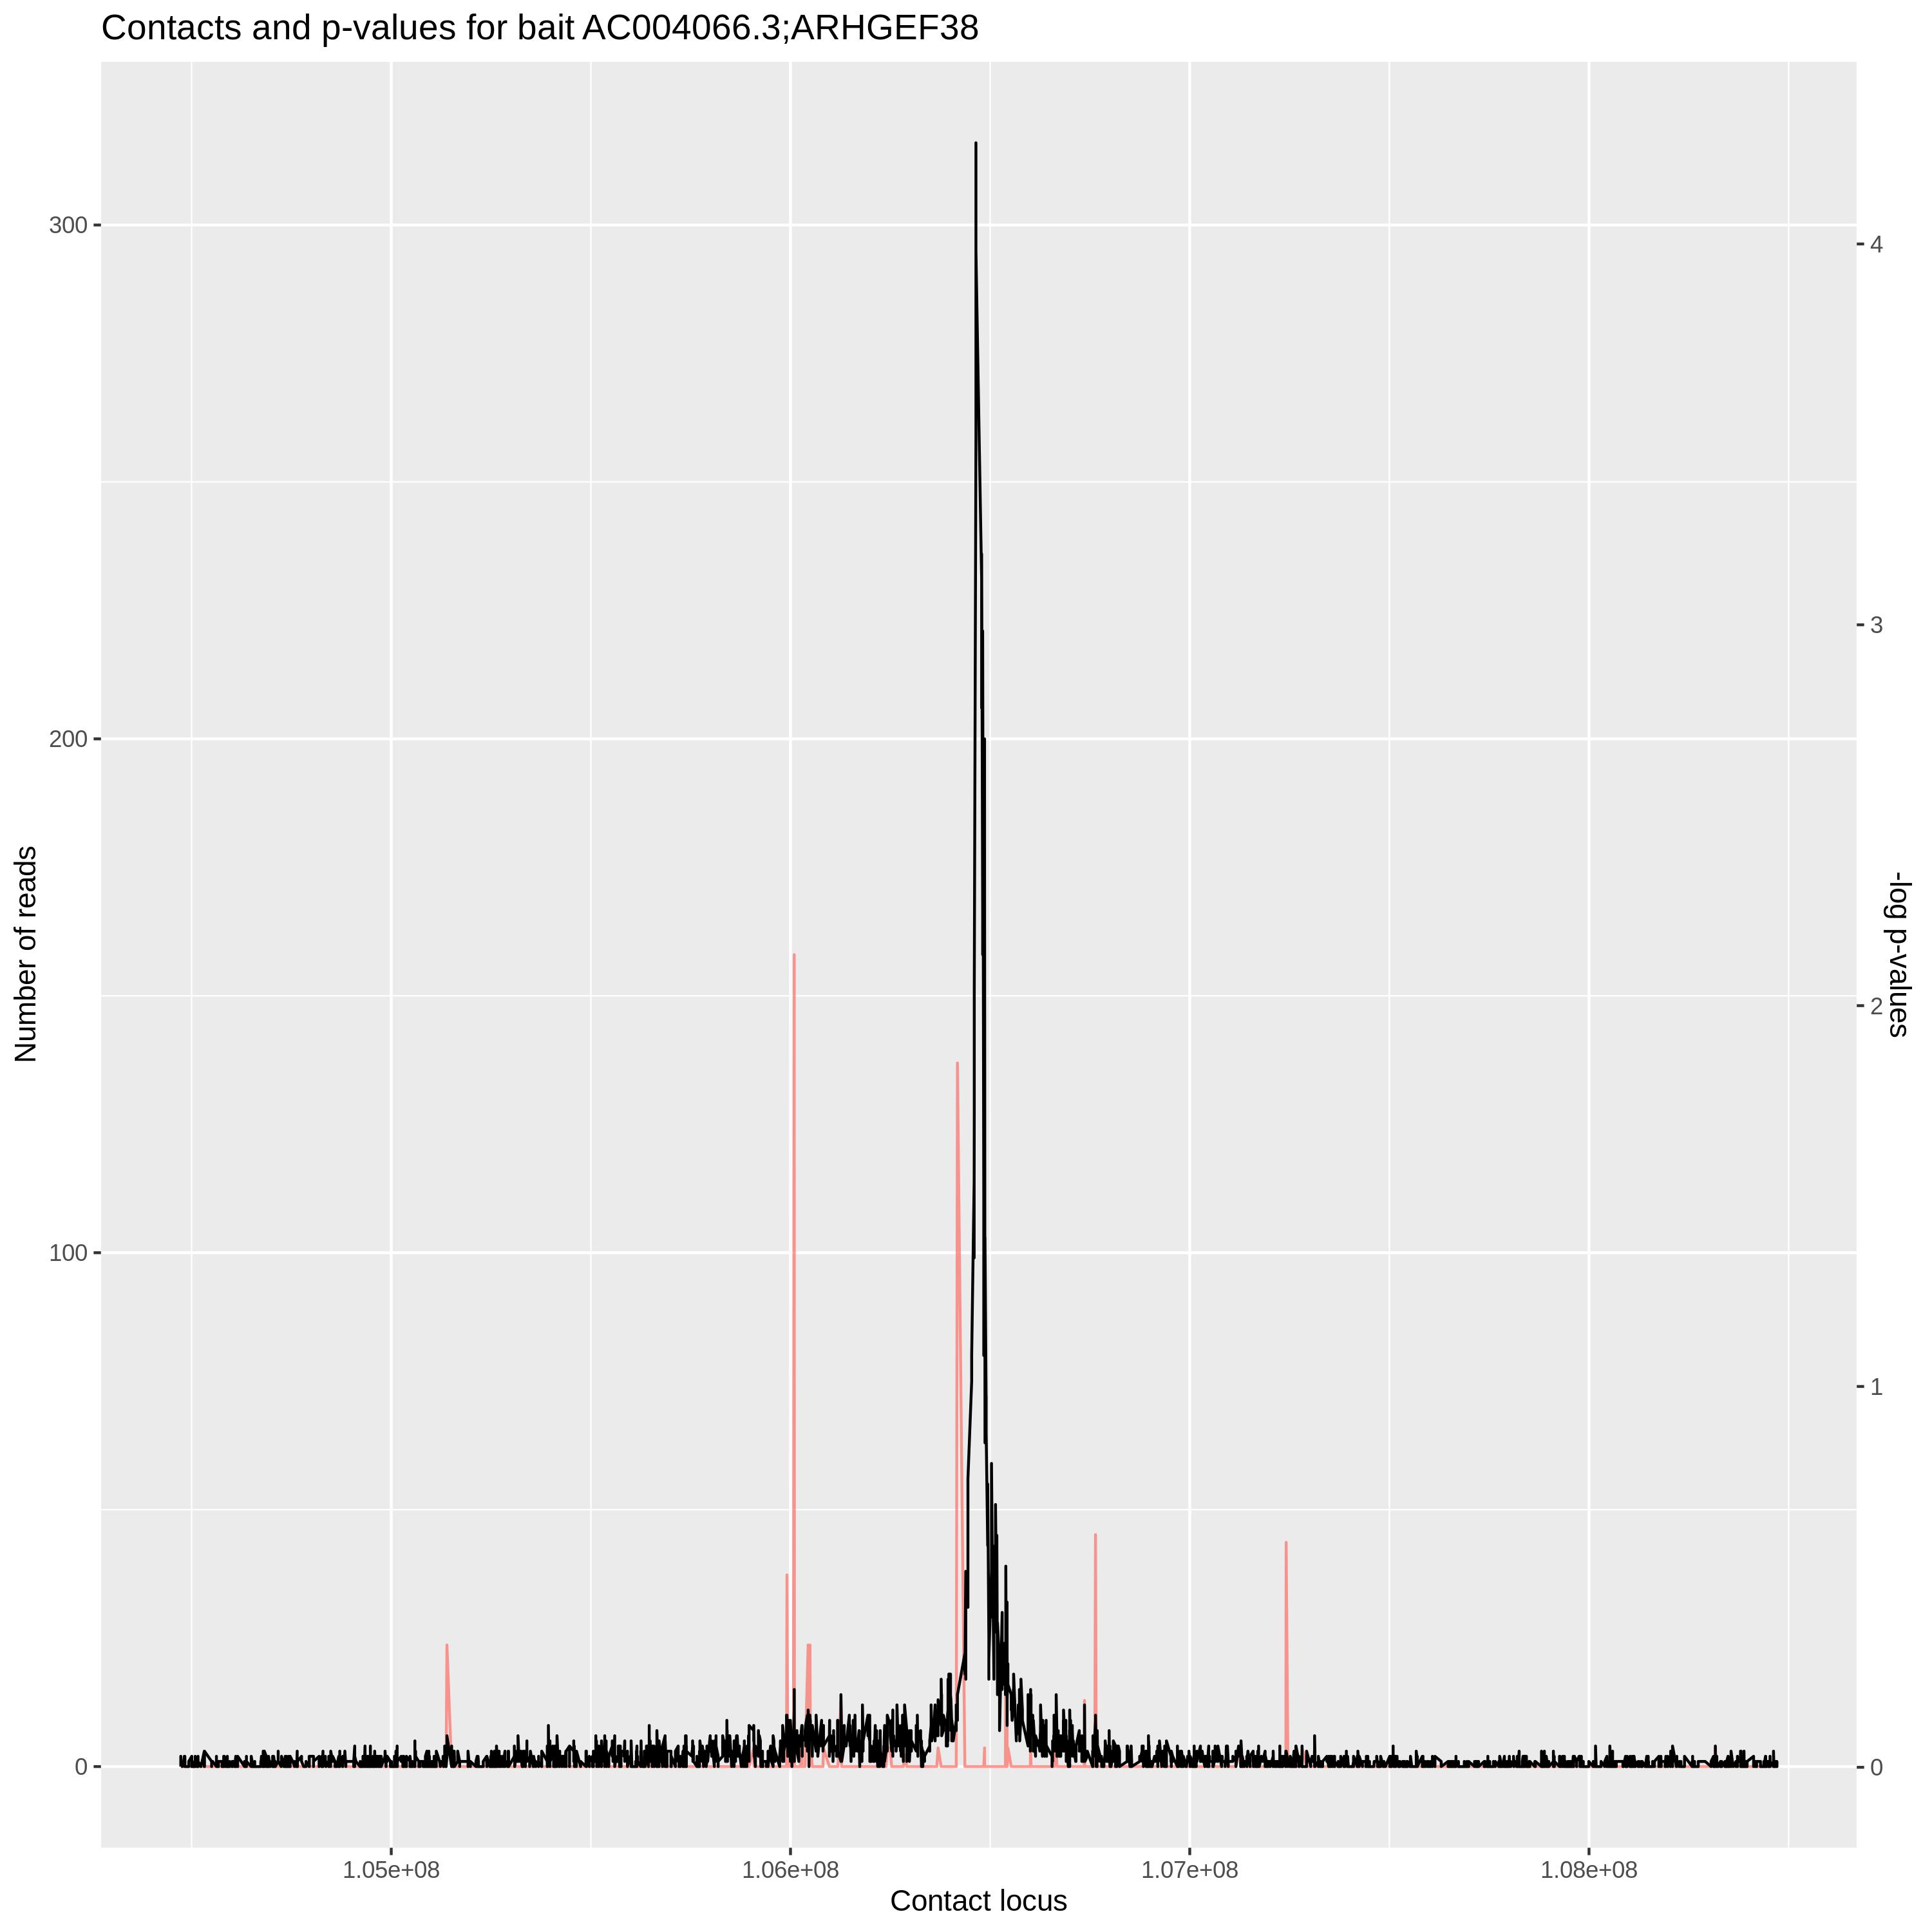 Contacts and p-values for bait AC004066.3;ARHGEF38
300
200
100
0
Number of reads
4
3
2
1
0
-log p-values
1.05e+08
1.06e+08
1.07e+08
1.08e+08
Contact locus